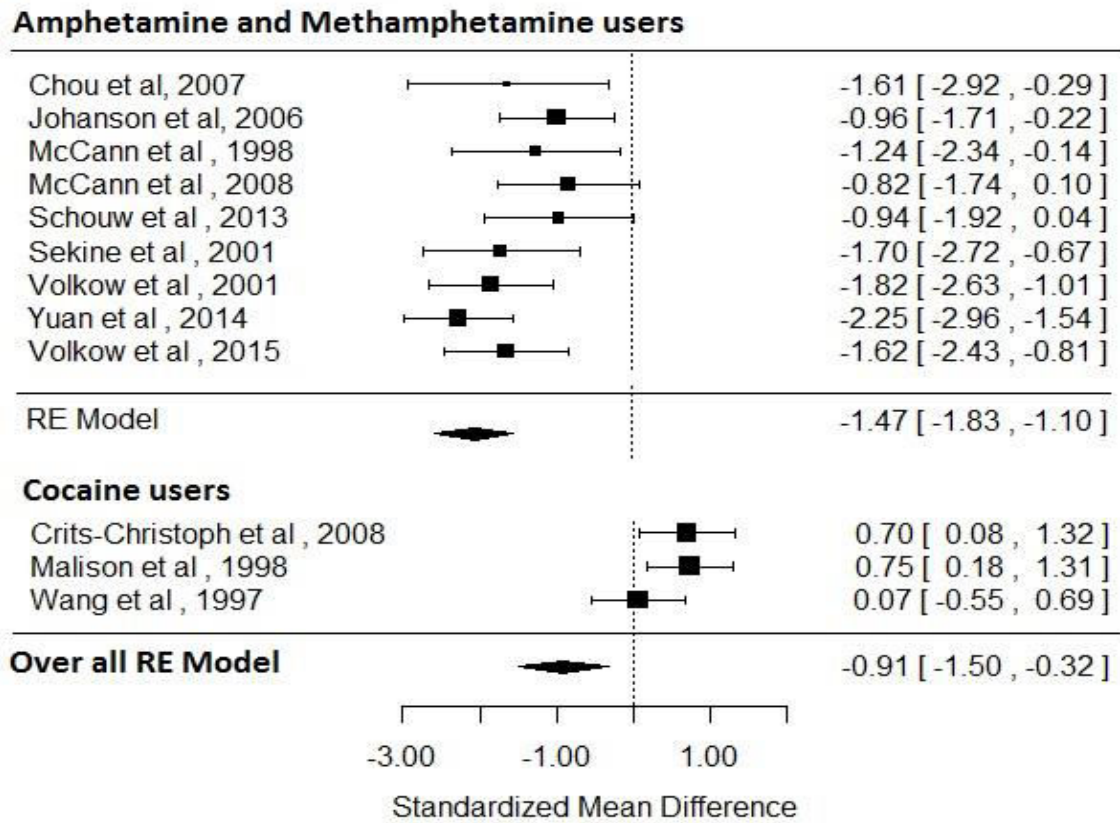 Amphetamine and Methamphetamine users
Chou et al, 2007 -1.61 [ -2.92 , -0.29 ]
Johanson et al, 2006 -0.96 [ -1.71 , -0.22 ]
McCann et al , 1998 -1.24 [ -2.34 , -0.14 ]
McCann et al , 2008 -0.82 [ -1.74 , 0.10 ]
Schouw et al , 2013 -0.94 [ -1.92 , 0.04 ]
Sekine et al , 2001 -1.70 [ -2.72 , -0.67 ]
Volkow et al , 2001 -1.82 [ -2.63 , -1.01 ]
Yuan et al , 2014 -2.25 [ -2.96 , -1.54 ]
Volkow et al , 2015 -1.62 [ -2.43 , -0.81 ]
RE Model -1.47 [ -1.83 , -1.10 ]
Cocaine users
Crits-Christoph et al , 2008 0.70 [ 0.08 , 1.32 ]
Malison et al , 1998 0.75 [ 0.18 , 1.31 ]
Wang et al , 1997 0.07 [ -0.55 , 0.69 ]
Over all RE Model -0.91 [ -1.50 , -0.32 ]
-3.00 -1.00 1.00
Standardized Mean Difference